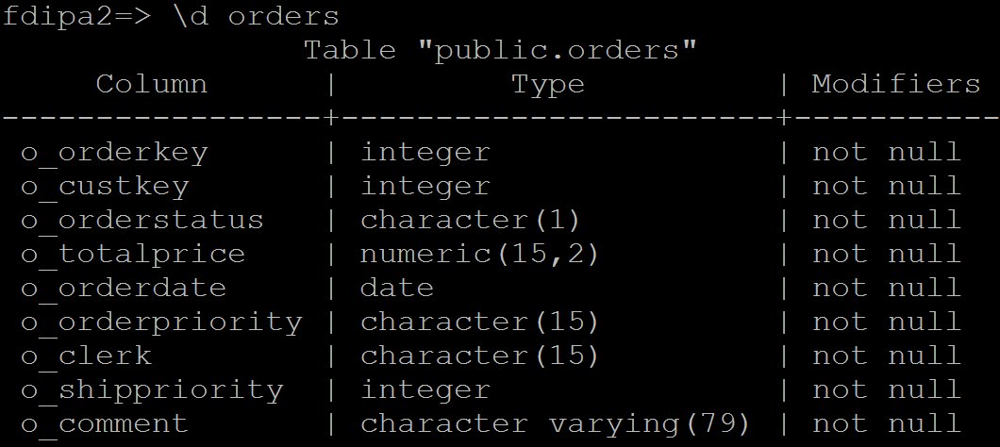 fdipa2=> \d orders
Table "public.orders"
Column | Type | Modifiers
-----------------+-----------------------+-----------
o_orderkey | integer | not null
o_custkey | integer | not null
o_orderstatus | character(1) | not null
o_totalprice | numeric(15,2) | not null
o_orderdate | date | not null
o_orderpriority | character(15) | not null
o_clerk | character(15) | not null
o_shippriority | integer | not null
o_comment | character varying(79) | not null